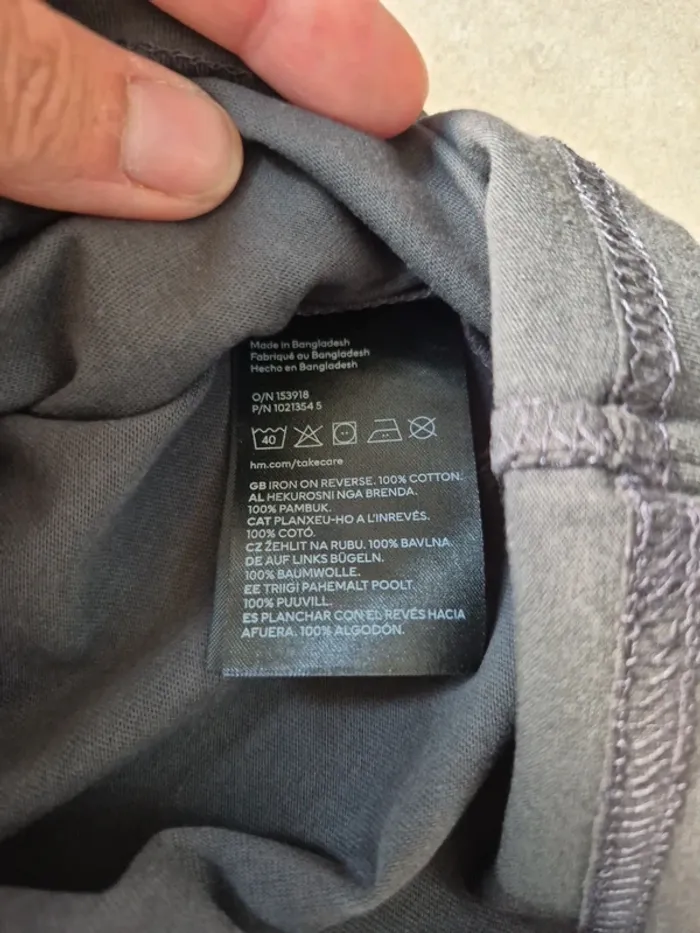 Made in Bangladesh
Fabriqué au Bangladesh
Hecho en Bangladesh
O/N 153918
P/N 1021354 5
40
hm.com/takecare
GB IRON ON REVERSE. 100% COTTON.
AL HEKUROSNI NGA BRENDA.
100% PAMBUK.
CAT PLANXEU-HO A L'INREVÉS.
100% COTÓ.
CZ ŽEHLIT NA RUBU. 100% BAVLNA.
DE AUF LINKS BÜGELN.
100% BAUMWOLLE.
EE TRIIGI PAHEMALT POOLT.
100% PUUVILL.
ES PLANCHAR CON EL REVÉS HACIA
AFUERA. 100% ALGODÓN.